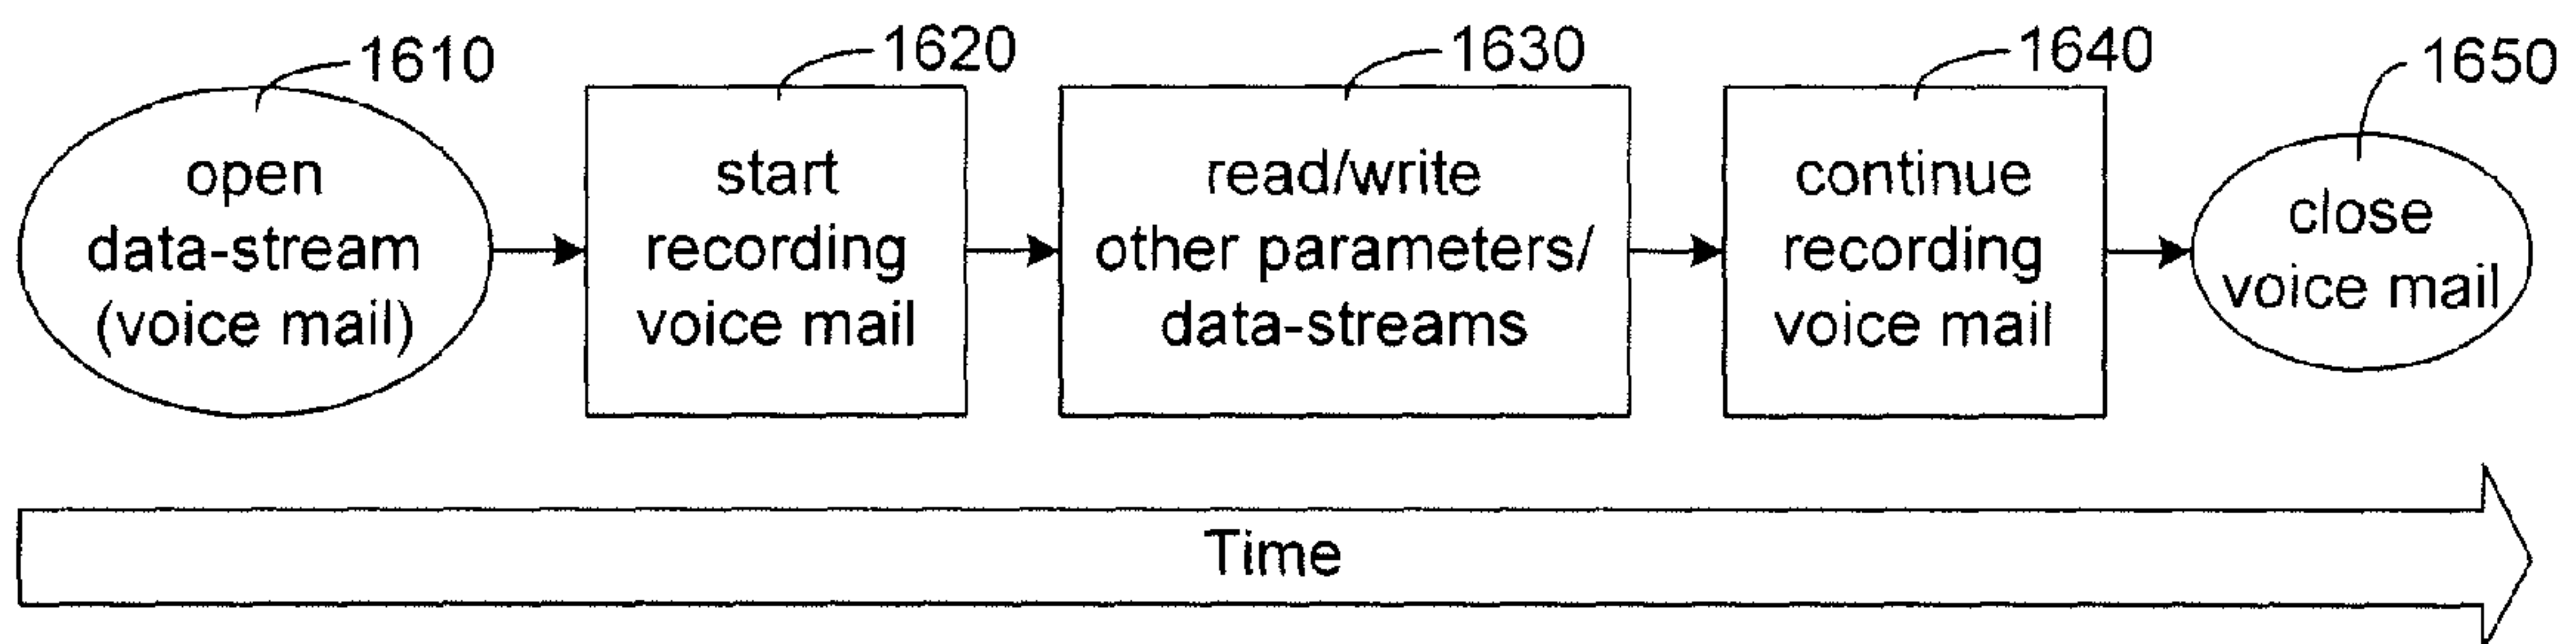 1610
1620
1630
1640
1650
open
data-stream
(voice mail)
start
recording
voice mail
read/write
other parameters/
data-streams
continue
recording
voice mail
close
voice mail
Time